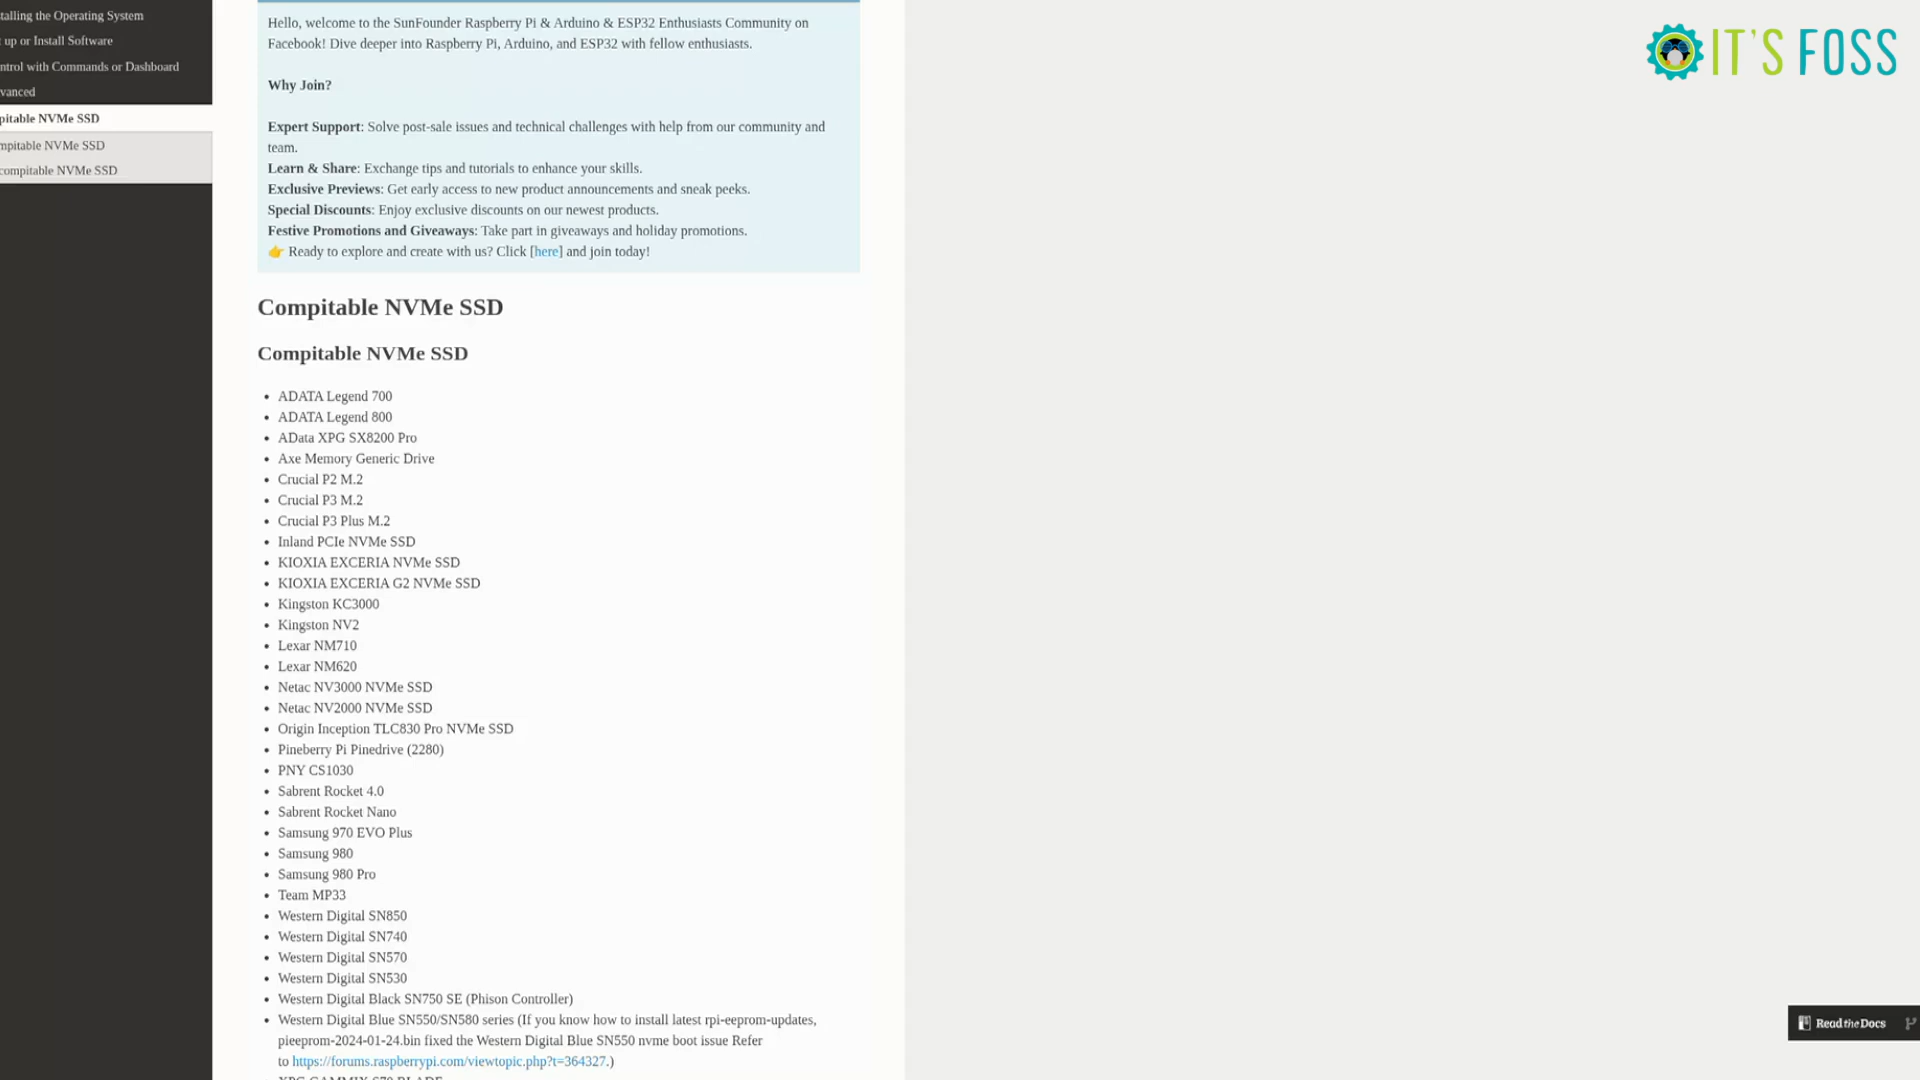 talling the Operating System
up or Install Software
ntrol with Commands or Dashboard
vanced
pitable NVMe SSD
mpitable NVMe SSD
compitable NVMe SSD
Hello, welcome to the SunFounder Raspberry Pi & Arduino & ESP32 Enthusiasts Community on
Facebook! Dive deeper into Raspberry Pi, Arduino, and ESP32 with fellow enthusiasts.
Why Join?
Expert Support: Solve post-sale issues and technical challenges with help from our community and
team.
Learn & Share: Exchange tips and tutorials to enhance your skills.
Exclusive Previews: Get early access to new product announcements and sneak peeks.
Special Discounts: Enjoy exclusive discounts on our newest products.
Festive Promotions and Giveaways: Take part in giveaways and holiday promotions.
👉 Ready to explore and create with us? Click [here] and join today!
Compitable NVMe SSD
Compitable NVMe SSD
• ADATA Legend 700
• ADATA Legend 800
• AData XPG SX8200 Pro
• Axe Memory Generic Drive
• Crucial P2 M.2
• Crucial P3 M.2
• Crucial P3 Plus M.2
• Inland PCIe NVMe SSD
• KIOXIA EXCERIA NVMe SSD
• KIOXIA EXCERIA G2 NVMe SSD
• Kingston KC3000
• Kingston NV2
• Lexar NM710
• Lexar NM620
• Netac NV3000 NVMe SSD
• Netac NV2000 NVMe SSD
• Origin Inception TLC830 Pro NVMe SSD
• Pineberry Pi Pinedrive (2280)
• PNY CS1030
• Sabrent Rocket 4.0
• Sabrent Rocket Nano
• Samsung 970 EVO Plus
• Samsung 980
• Samsung 980 Pro
• Team MP33
• Western Digital SN850
• Western Digital SN740
• Western Digital SN570
• Western Digital SN530
• Western Digital Black SN750 SE (Phison Controller)
• Western Digital Blue SN550/SN580 series (If you know how to install latest rpi-eeprom-updates,
pieeprom-2024-01-24.bin fixed the Western Digital Blue SN550 nvme boot issue Refer
to https://forums.raspberrypi.com/viewtopic.php?t=364327.)
IT'S FOSS
Read the Docs